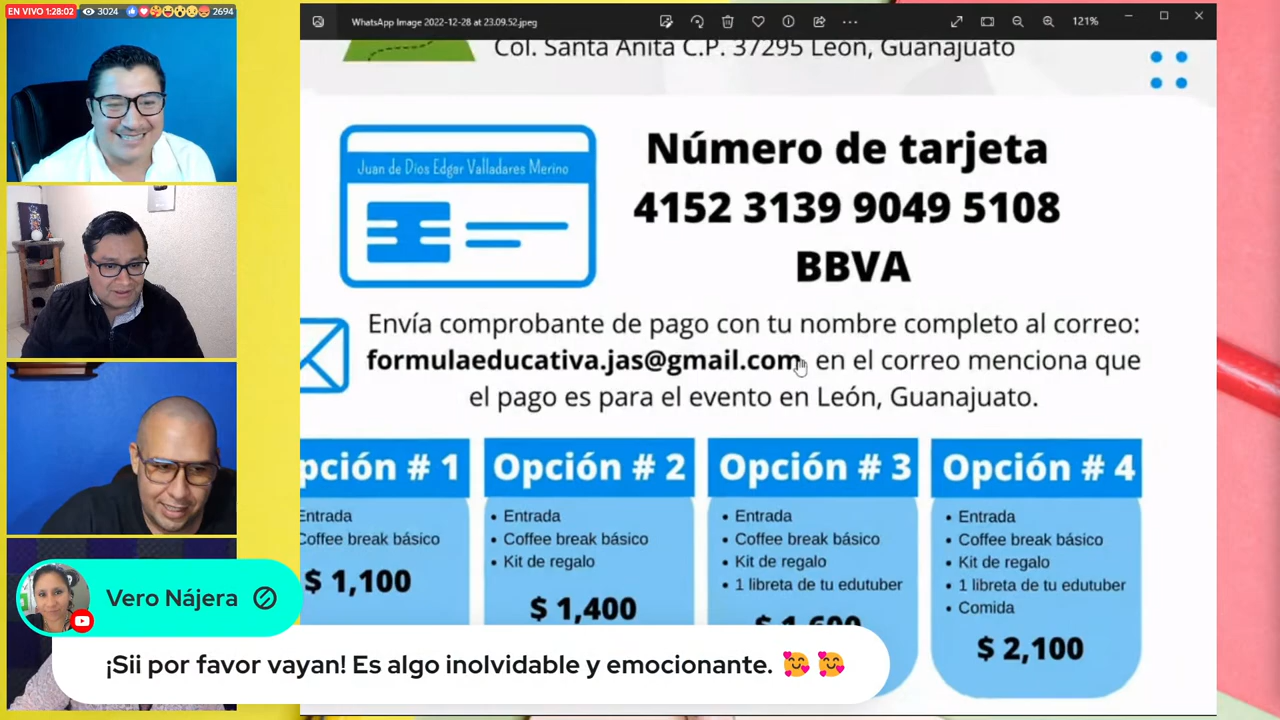 EN VIVO 1:28:02 3024 2694
WhatsApp Image 2022-12-28 at 23.09.52.jpeg
121%
Col. Santa Anita C.P. 37295 León, Guanajuato
Juan de Dios Edgar Valladares Merino
Número de tarjeta
4152 3139 9049 5108
BBVA
Envía comprobante de pago con tu nombre completo al correo:
formulaeducativa.jas@gmail.com, en el correo menciona que
el pago es para el evento en León, Guanajuato.
pción # 1
Entrada
Coffee break básico
$ 1,100
Opción # 2
• Entrada
• Coffee break básico
• Kit de regalo
$ 1,400
Opción # 3
• Entrada
• Coffee break básico
• Kit de regalo
• 1 libreta de tu edutuber
$ 1,600
Opción # 4
• Entrada
• Coffee break básico
• Kit de regalo
• 1 libreta de tu edutuber
• Comida
$ 2,100
Vero Nájera
¡Sii por favor vayan! Es algo inolvidable y emocionante. 🥰 🥰